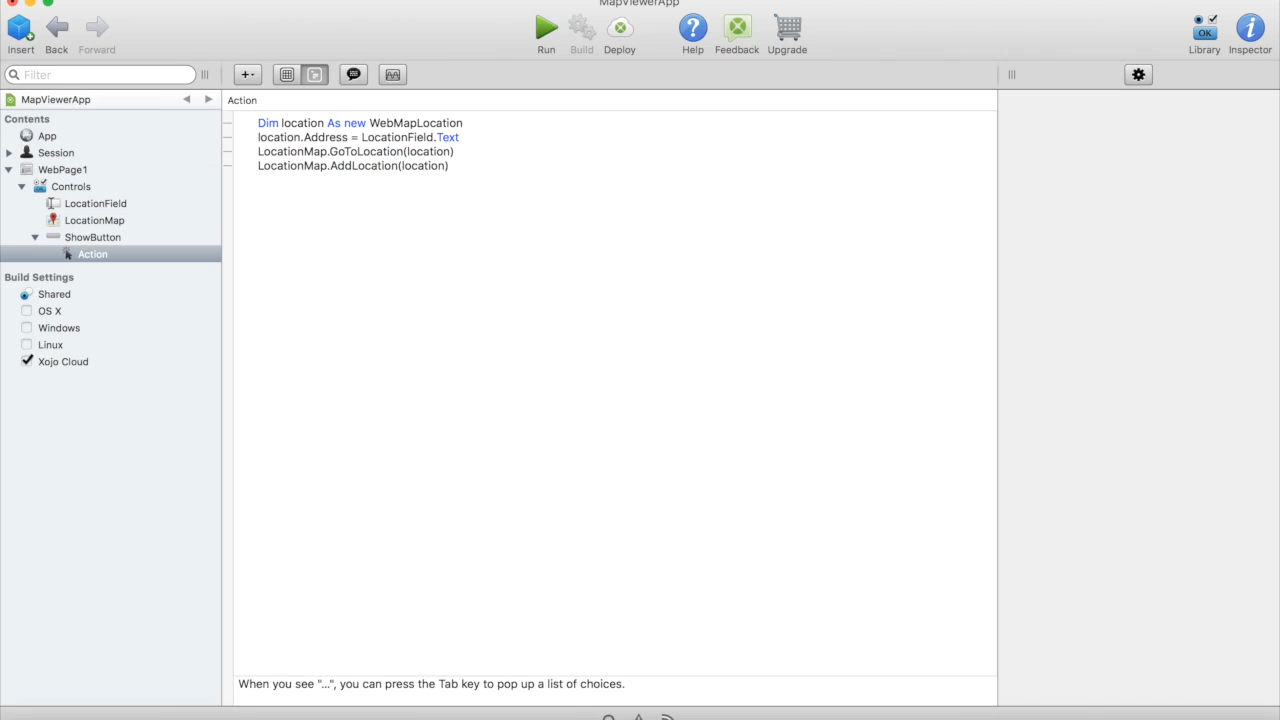 MapViewerApp
Insert Back Forward Run Build Deploy Help Feedback Upgrade Library Inspector
Filter
MapViewerApp
Action
Contents
App
Session
WebPage1
Controls
LocationField
LocationMap
ShowButton
Action
Build Settings
Shared
OS X
Windows
Linux
Xojo Cloud
Dim location As new WebMapLocation
location.Address = LocationField.Text
LocationMap.GoToLocation(location)
LocationMap.AddLocation(location)
When you see "...", you can press the Tab key to pop up a list of choices.